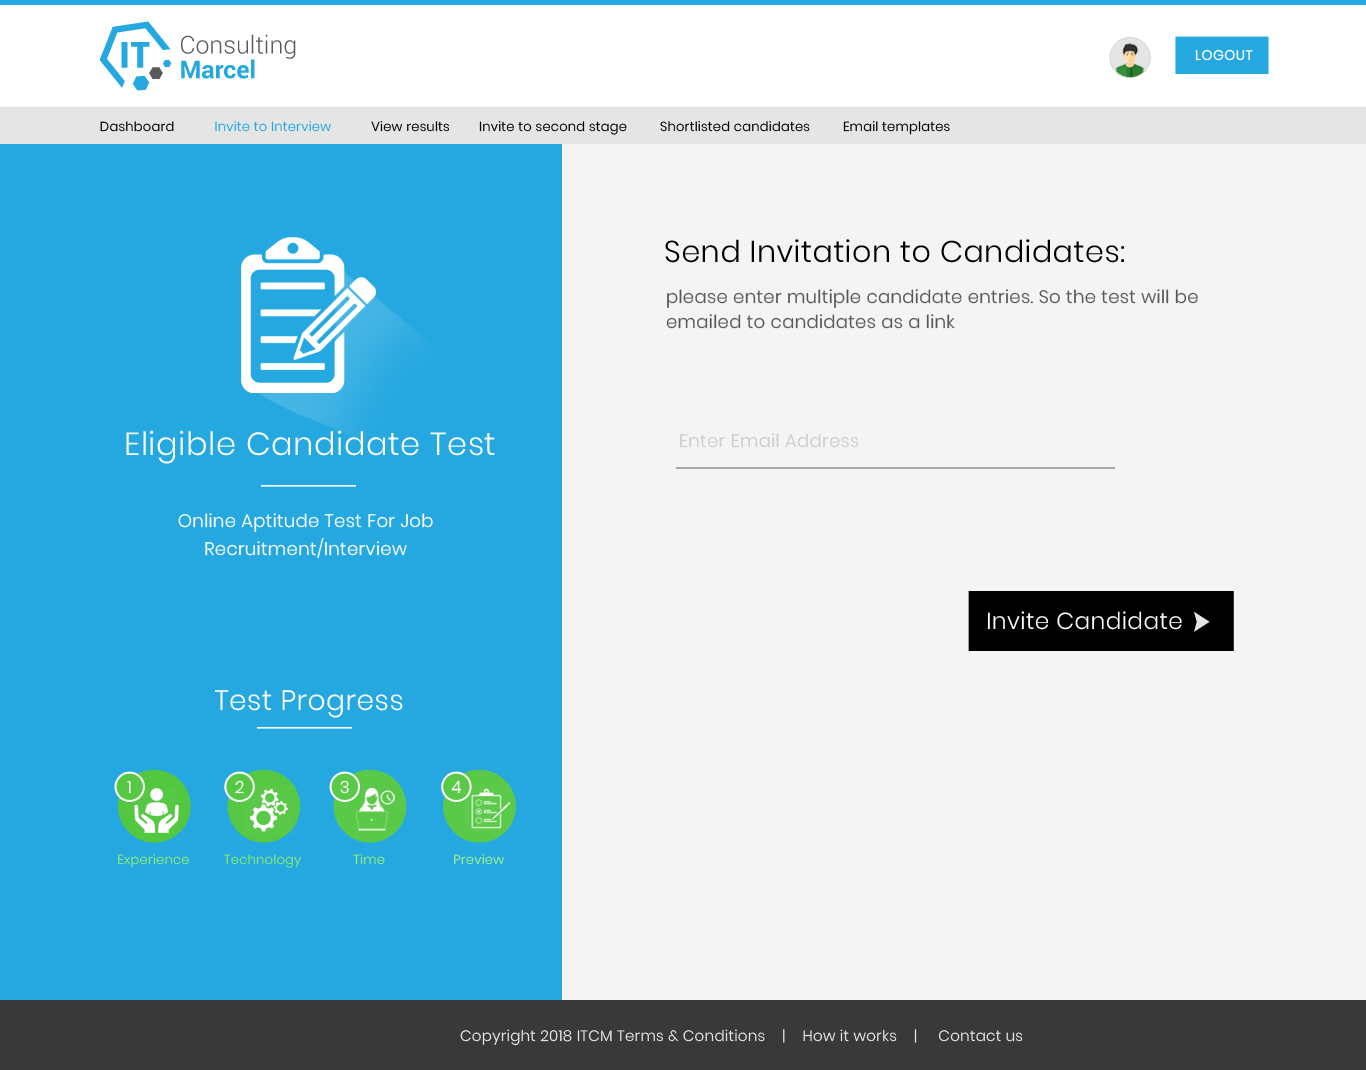 IT Consulting
Marcel
LOGOUT
Dashboard Invite to Interview View results Invite to second stage Shortlisted candidates Email templates
Eligible Candidate Test
Online Aptitude Test For Job
Recruitment/Interview
Test Progress
1 2 3 4
Experience Technology Time Preview
Send Invitation to Candidates:
please enter multiple candidate entries. So the test will be
emailed to candidates as a link
Enter Email Address
Invite Candidate
Copyright 2018 ITCM Terms & Conditions | How it works | Contact us